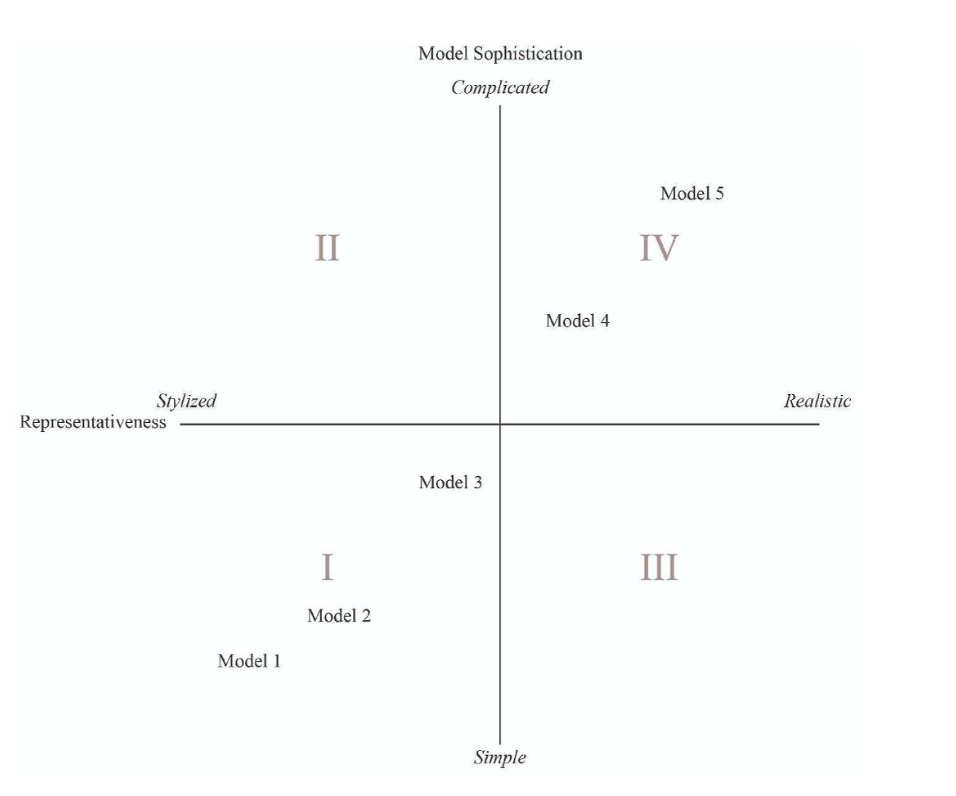 Model Sophistication
Complicated
Model 5
II
IV
Model 4
Stylized
Realistic
Representativeness
Model 3
I
III
Model 2
Model 1
Simple